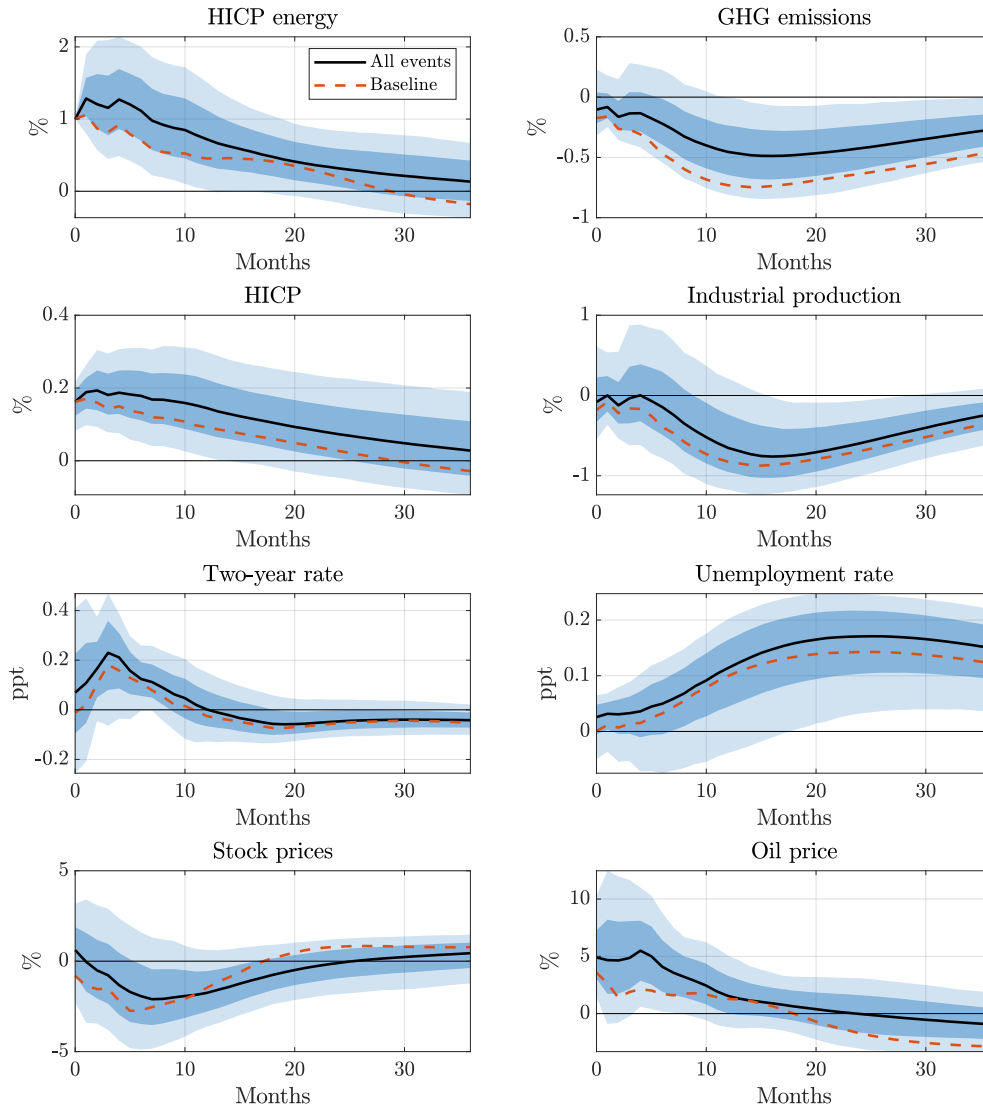 HICP energy
2
1
0
%
All events
Baseline
0 10 20 30
Months
GHG emissions
0.5
0
-0.5
-1
%
0 10 20 30
Months
HICP
0.4
0.2
0
%
0 10 20 30
Months
Industrial production
1
0
-1
%
0 10 20 30
Months
Two-year rate
0.4
0.2
0
-0.2
ppt
0 10 20 30
Months
Unemployment rate
0.2
0.1
0
ppt
0 10 20 30
Months
Stock prices
5
0
-5
%
0 10 20 30
Months
Oil price
10
5
0
%
0 10 20 30
Months